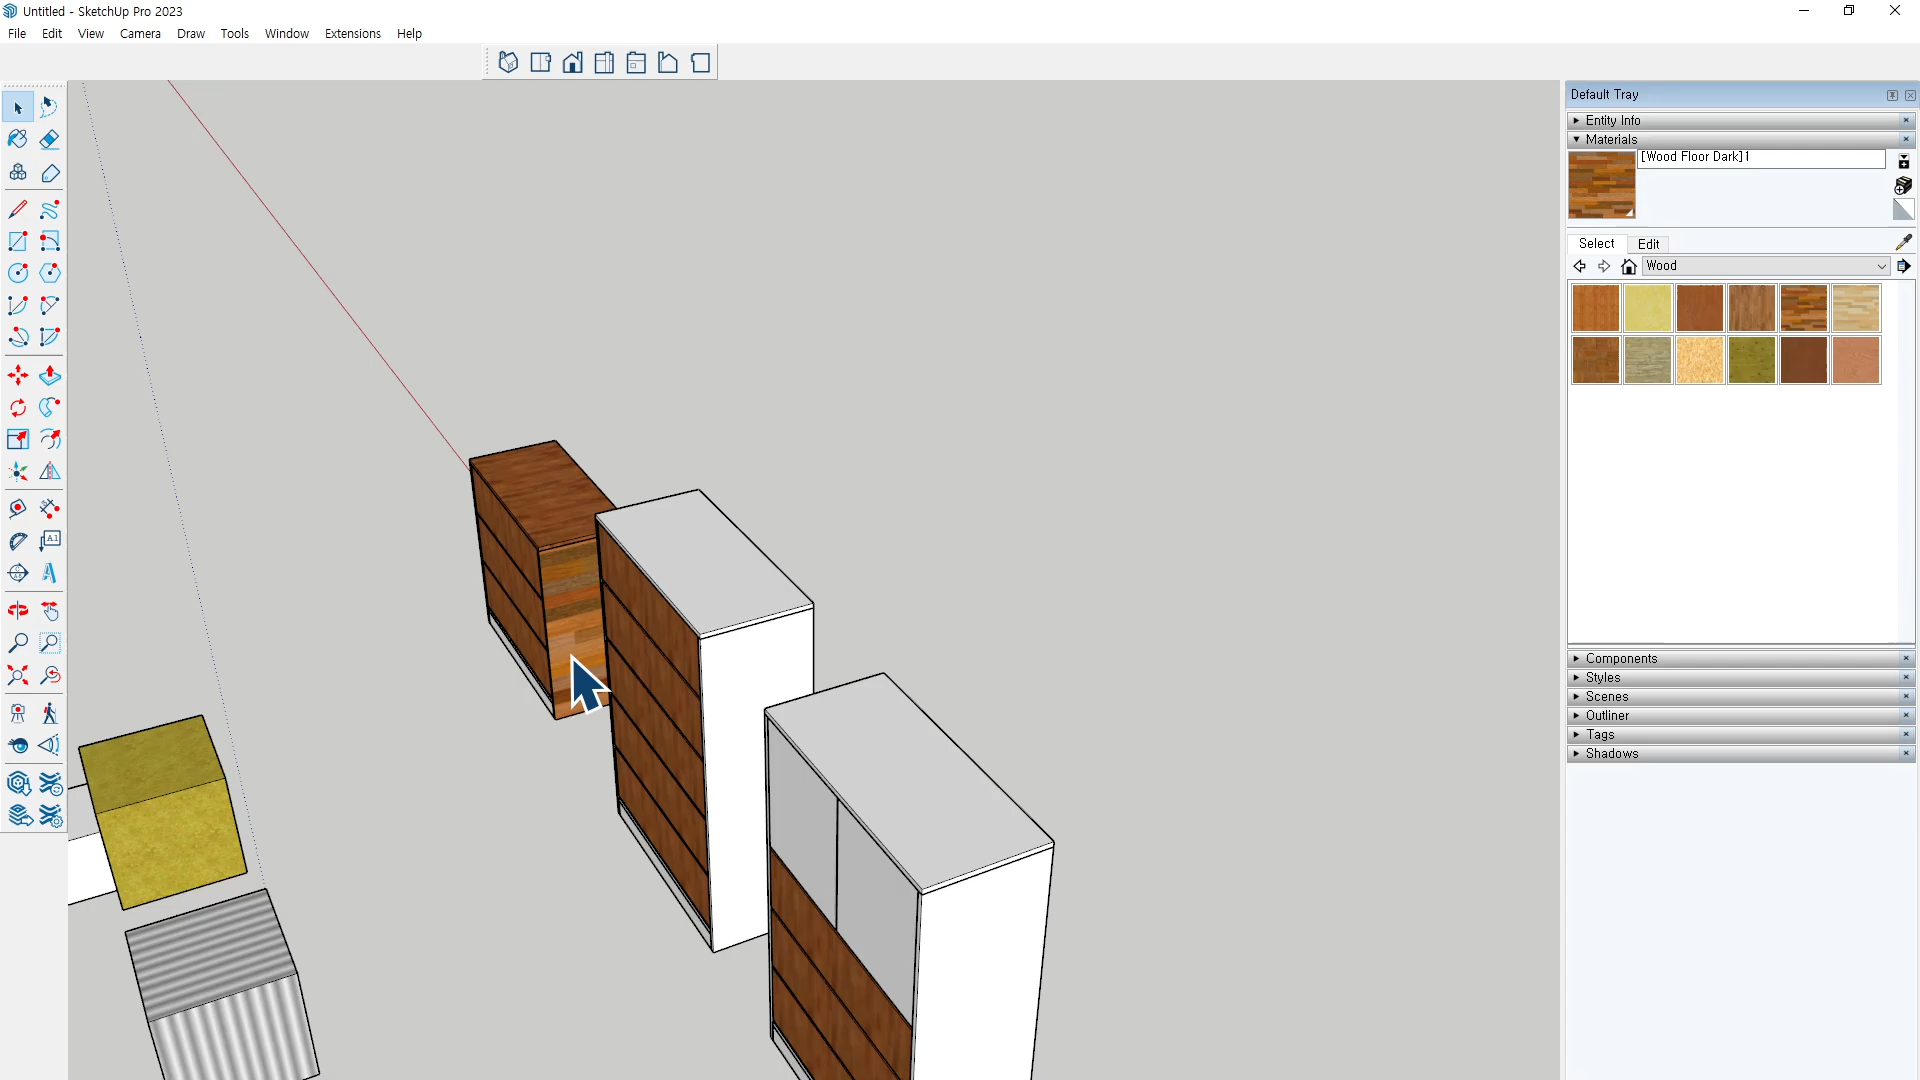 Untitled - SketchUp Pro 2023
File Edit View Camera Draw Tools Window Extensions Help
Default Tray
Entity Info
Materials
[Wood Floor Dark]1
Select Edit
Wood
Components
Styles
Scenes
Outliner
Tags
Shadows
A1